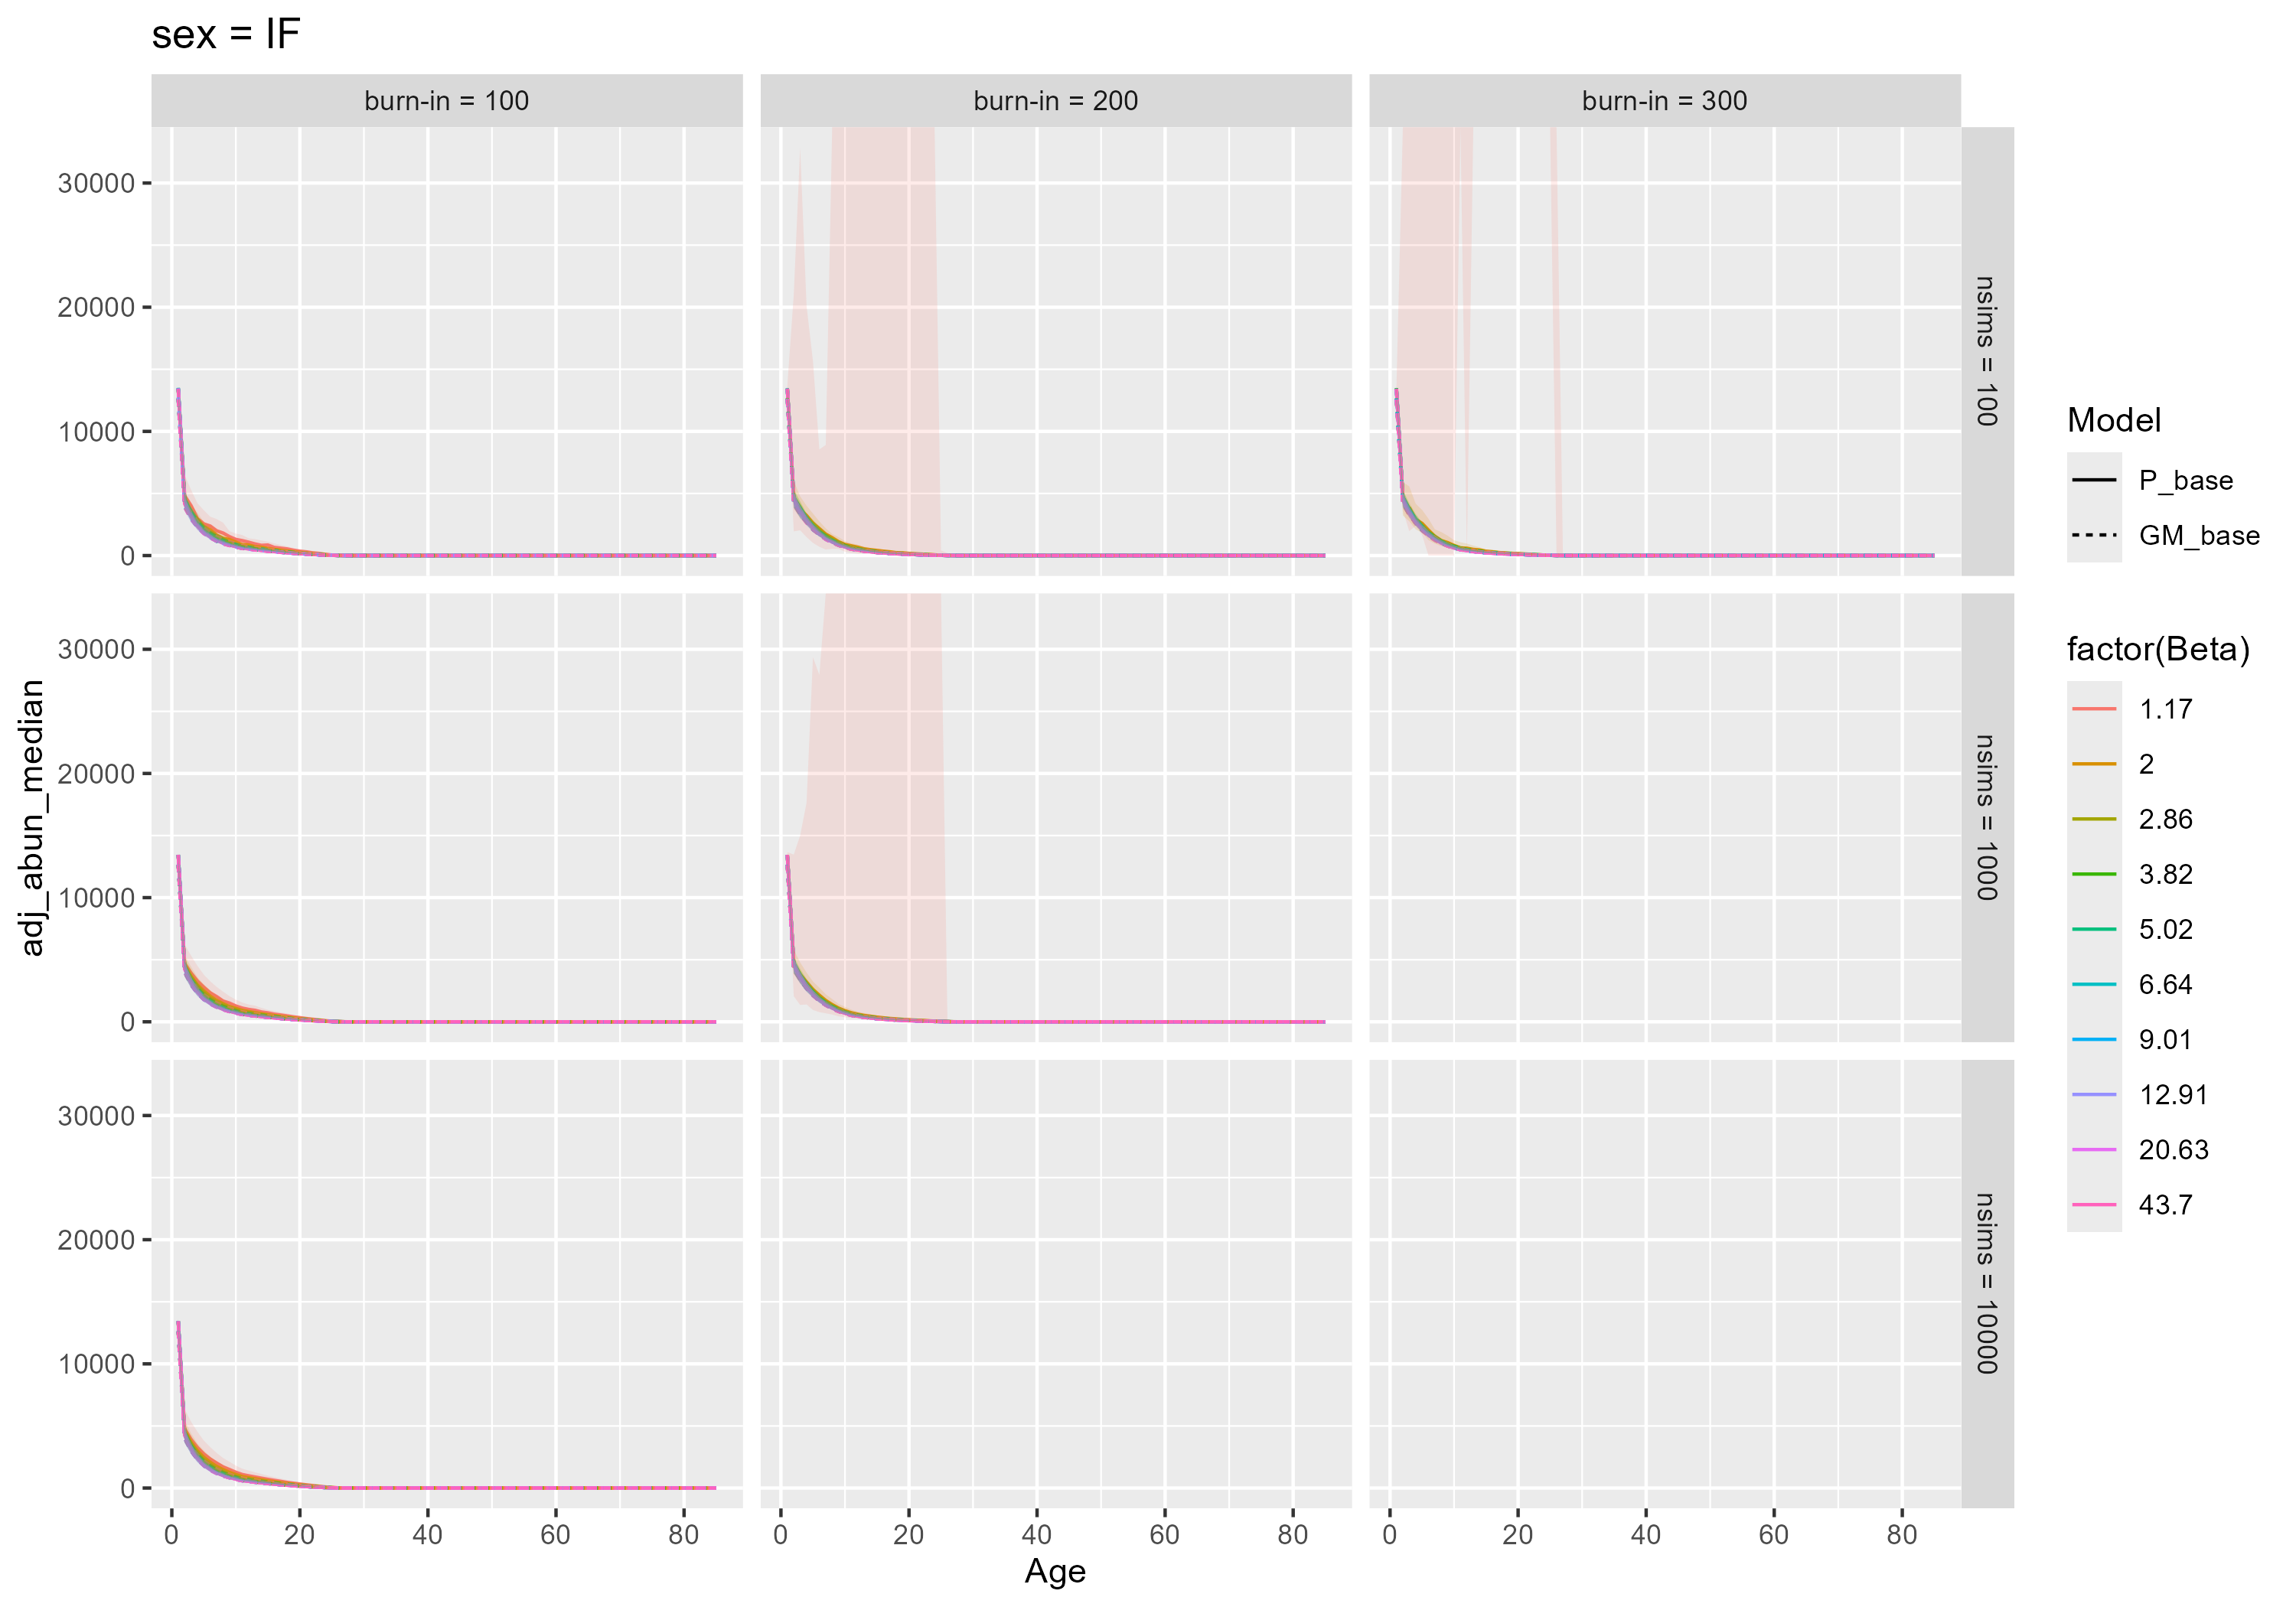 sex = IF
burn-in = 100
burn-in = 200
burn-in = 300
30000
20000
10000
0
nsims = 100
30000
20000
10000
0
nsims = 1000
30000
20000
10000
0
nsims = 10000
0 20 40 60 80
0 20 40 60 80
0 20 40 60 80
Age
adj_abun_median
Model
P_base
GM_base
factor(Beta)
1.17
2
2.86
3.82
5.02
6.64
9.01
12.91
20.63
43.7